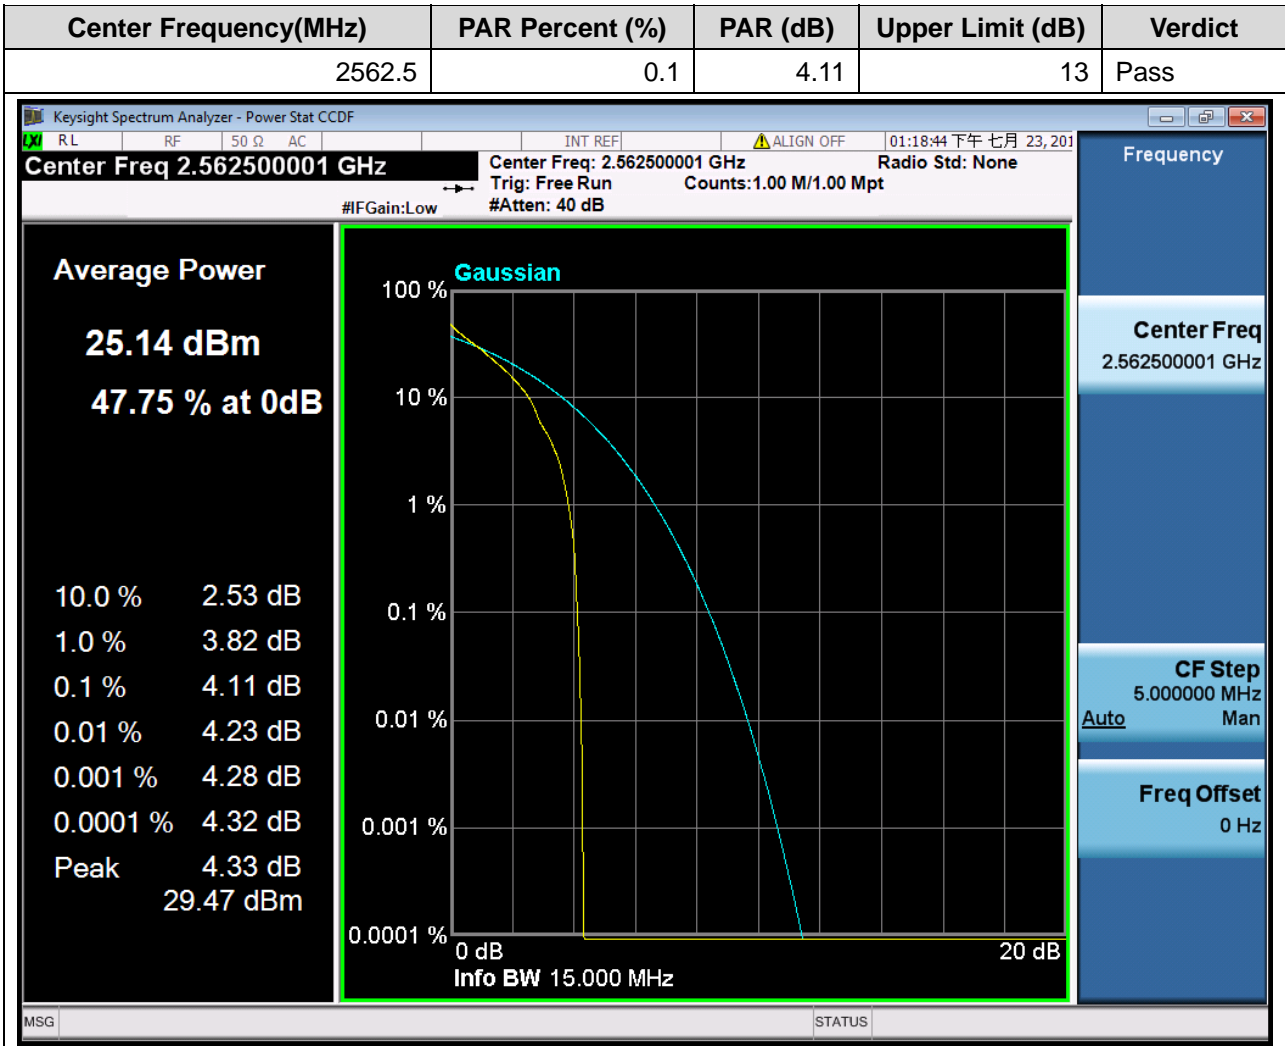 Center Frequency(MHz) PAR Percent (%) PAR (dB) Upper Limit (dB) Verdict
2562.5 0.1 4.11 13 Pass
Keysight Spectrum Analyzer - Power Stat CCDF
LXI RL RF 50 Ω AC INT REF ALIGN OFF 01:18:44 下午 七月 23, 201
Center Freq 2.562500001 GHz
#IFGain:Low
Center Freq: 2.562500001 GHz Radio Std: None
Trig: Free Run Counts:1.00 M/1.00 Mpt
#Atten: 40 dB
Average Power
25.14 dBm
47.75 % at 0dB
10.0 % 2.53 dB
1.0 % 3.82 dB
0.1 % 4.11 dB
0.01 % 4.23 dB
0.001 % 4.28 dB
0.0001 % 4.32 dB
Peak 4.33 dB
29.47 dBm
Gaussian
100 %
10 %
1 %
0.1 %
0.01 %
0.001 %
0.0001 %
0 dB 20 dB
Info BW 15.000 MHz
Frequency
Center Freq
2.562500001 GHz
CF Step
5.000000 MHz
Auto Man
Freq Offset
0 Hz
MSG STATUS